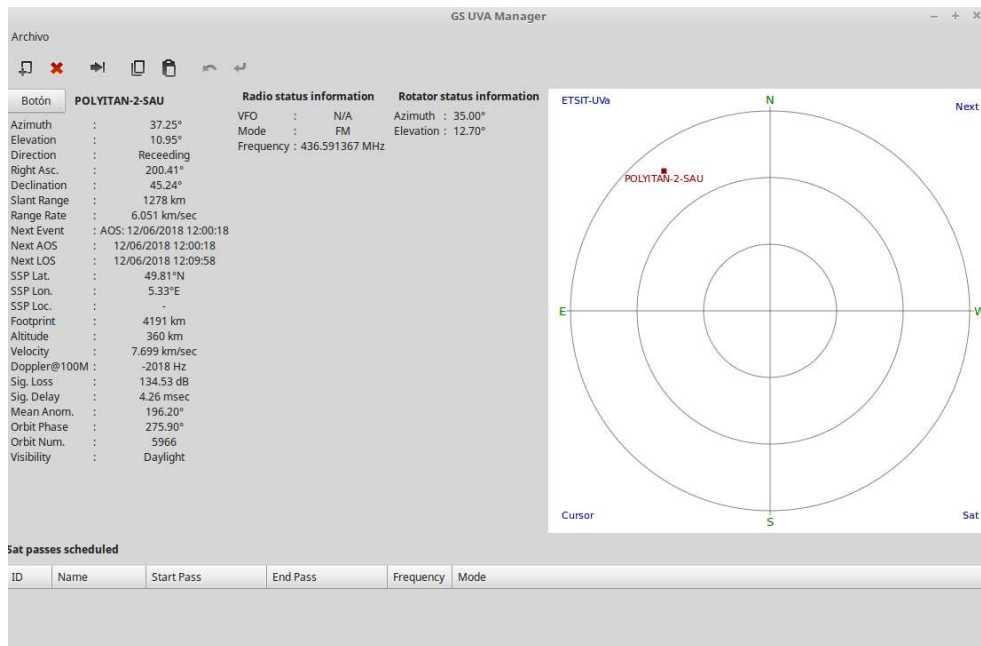 GS UVA Manager
Archivo
Botón POLYITAN-2-SAU
Azimuth : 37.25°
Elevation : 10.95°
Direction : Receeding
Right Asc. : 200.41°
Declination : 45.24°
Slant Range : 1278 km
Range Rate : 6.051 km/sec
Next Event : AOS: 12/06/2018 12:00:18
Next AOS : 12/06/2018 12:00:18
Next LOS : 12/06/2018 12:09:58
SSP Lat. : 49.81°N
SSP Lon. : 5.33°E
SSP Loc. : -
Footprint : 4191 km
Altitude : 360 km
Velocity : 7.699 km/sec
Doppler@100M : -2018 Hz
Sig. Loss : 134.53 dB
Sig. Delay : 4.26 msec
Mean Anom. : 196.20°
Orbit Phase : 275.90°
Orbit Num. : 5966
Visibility : Daylight
Radio status information
VFO : N/A
Mode : FM
Frequency : 436.591367 MHz
Rotator status information
Azimuth : 35.00°
Elevation : 12.70°
ETSIT-UVa
N
Next
POLYITAN-2-SAU
E
W
Cursor
S
Sat
Sat passes scheduled
ID Name Start Pass End Pass Frequency Mode